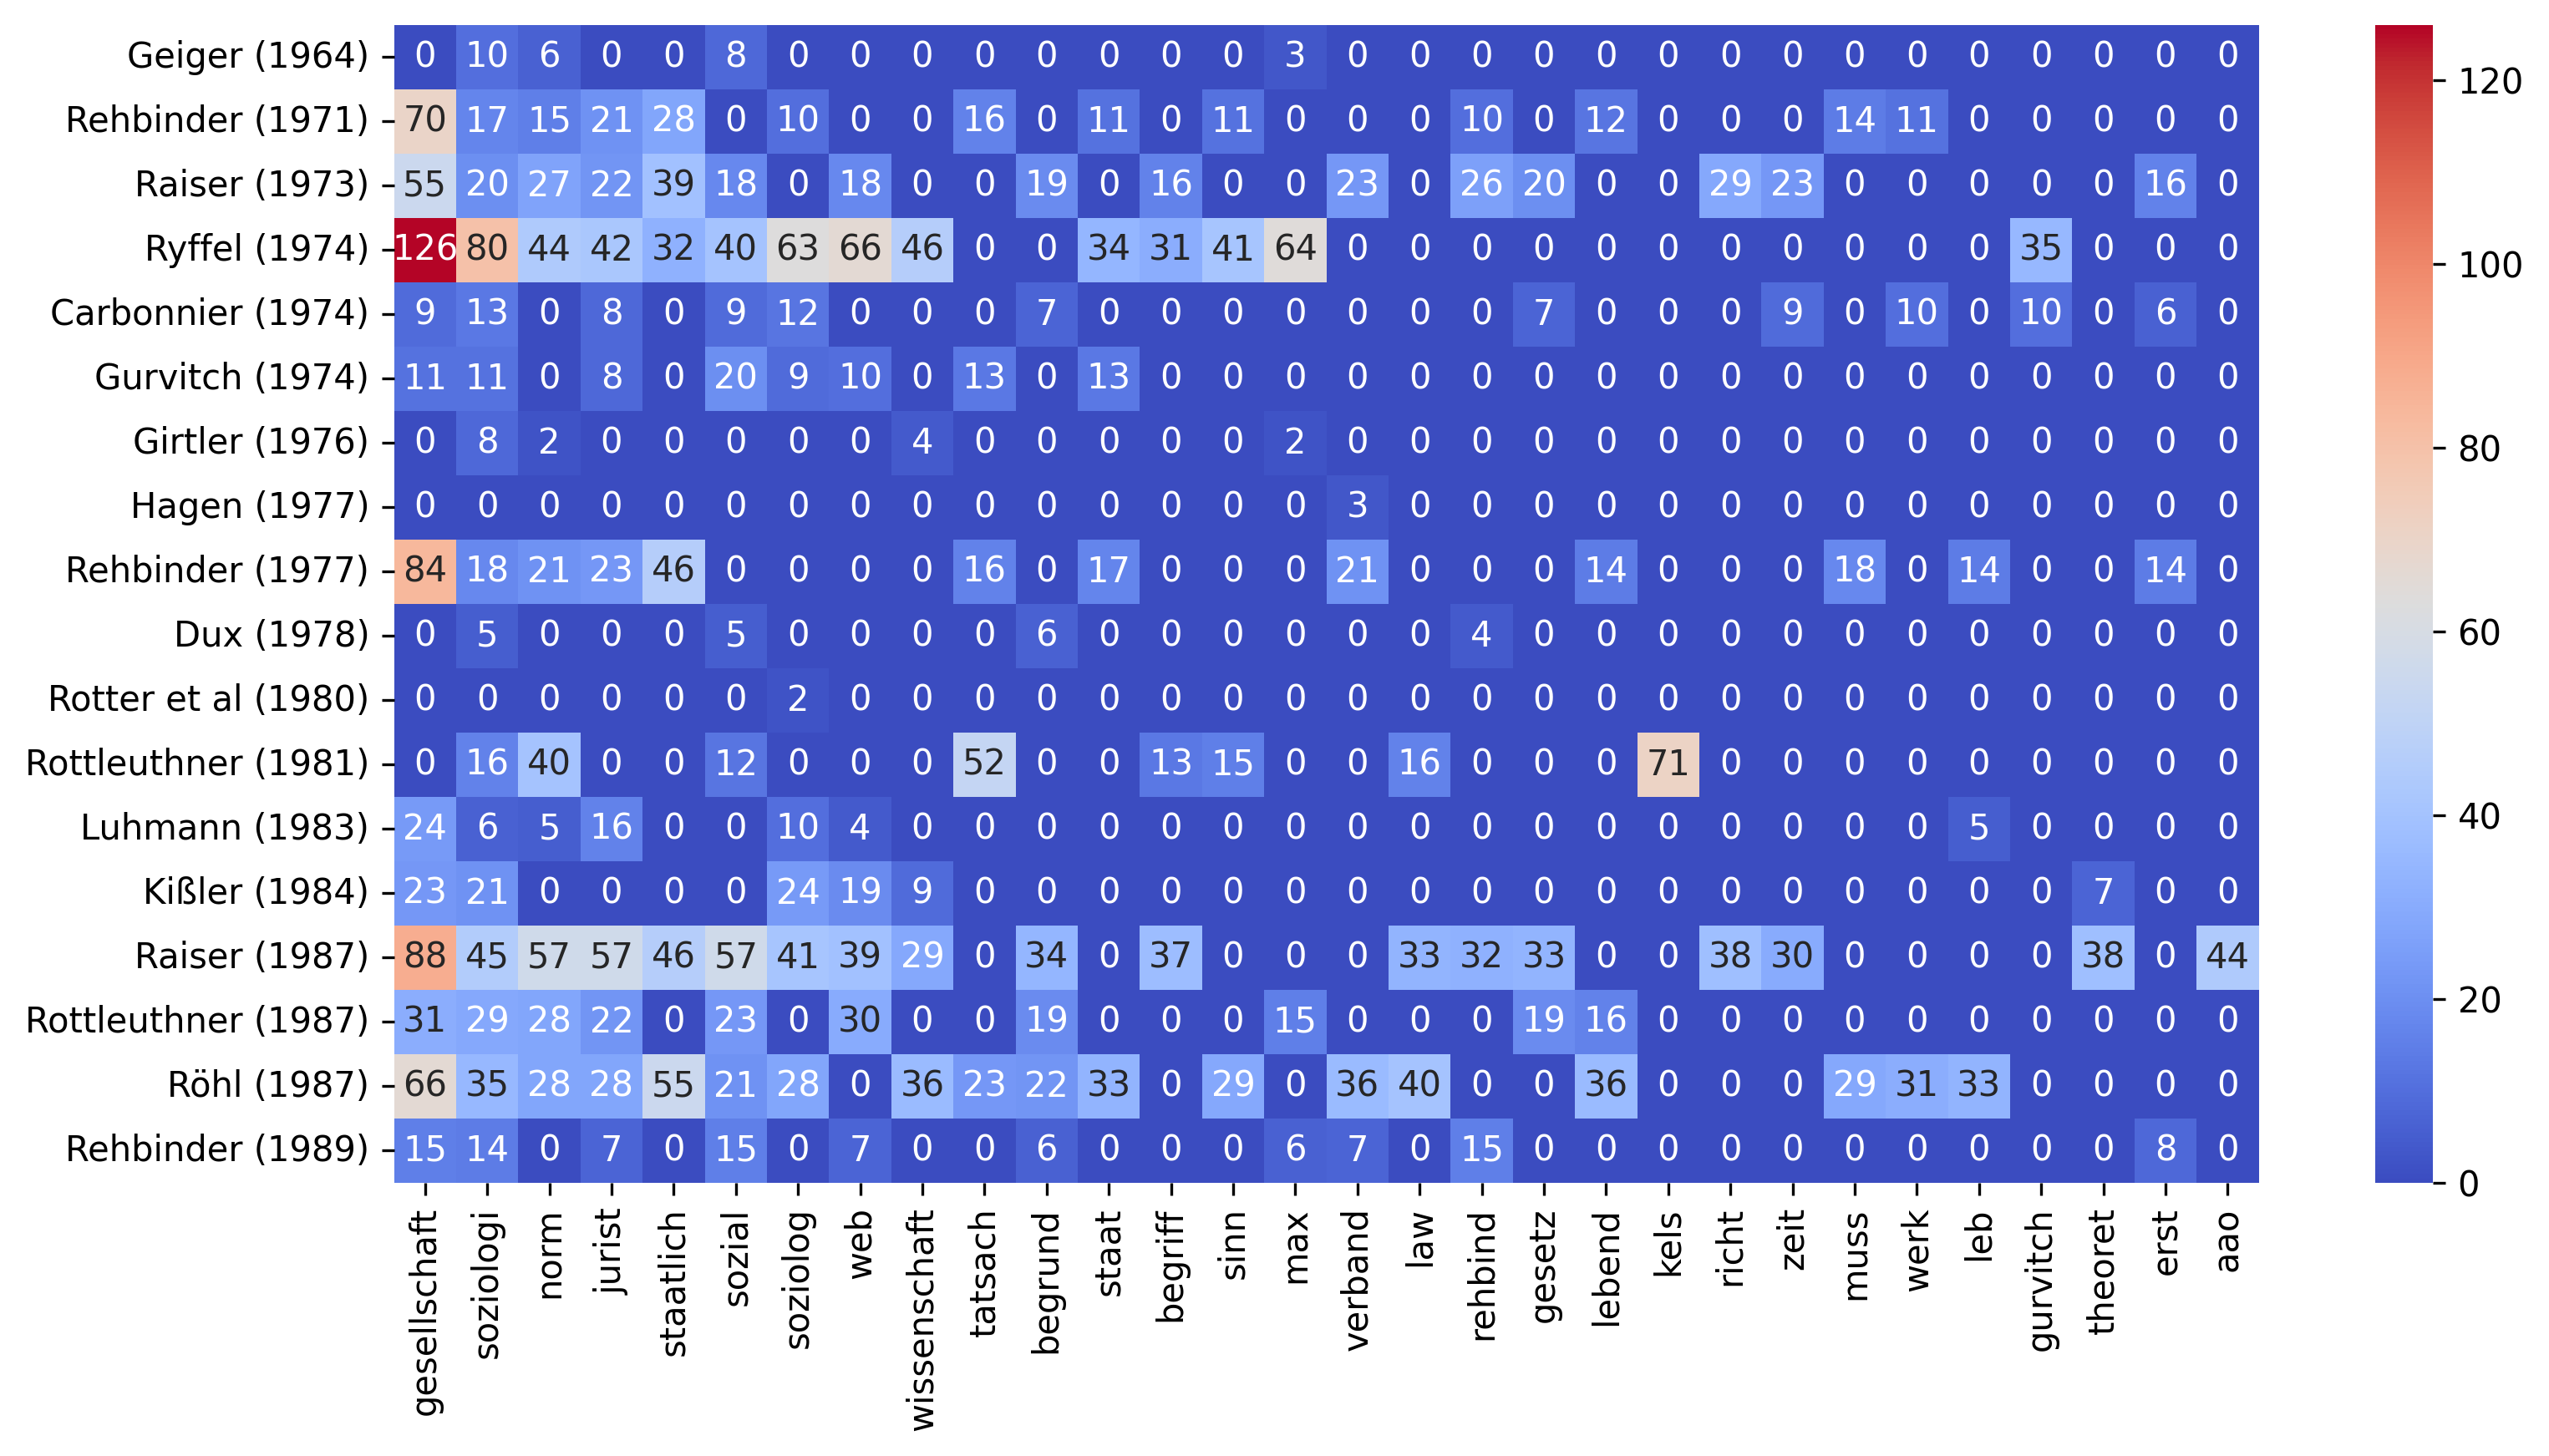 Geiger (1964) 0 10 6 0 0 8 0 0 0 0 0 0 0 0 3 0 0 0 0 0 0 0 0 0 0 0 0 0 0 0
Rehbinder (1971) 70 17 15 21 28 0 10 0 0 16 0 11 0 11 0 0 0 10 0 12 0 0 0 14 11 0 0 0 0 0
Raiser (1973) 55 20 27 22 39 18 0 18 0 0 19 0 16 0 0 23 0 26 20 0 0 29 23 0 0 0 0 0 16 0
Ryffel (1974) 126 80 44 42 32 40 63 66 46 0 0 34 31 41 64 0 0 0 0 0 0 0 0 0 0 0 35 0 0 0
Carbonnier (1974) 9 13 0 8 0 9 12 0 0 0 7 0 0 0 0 0 0 0 7 0 0 0 9 0 10 0 10 0 6 0
Gurvitch (1974) 11 11 0 8 0 20 9 10 0 13 0 13 0 0 0 0 0 0 0 0 0 0 0 0 0 0 0 0 0 0
Girtler (1976) 0 8 2 0 0 0 0 0 4 0 0 0 0 0 2 0 0 0 0 0 0 0 0 0 0 0 0 0 0 0
Hagen (1977) 0 0 0 0 0 0 0 0 0 0 0 0 0 0 0 3 0 0 0 0 0 0 0 0 0 0 0 0 0 0
Rehbinder (1977) 84 18 21 23 46 0 0 0 0 16 0 17 0 0 0 21 0 0 0 14 0 0 0 18 0 14 0 0 14 0
Dux (1978) 0 5 0 0 0 5 0 0 0 0 6 0 0 0 0 0 0 4 0 0 0 0 0 0 0 0 0 0 0 0
Rotter et al (1980) 0 0 0 0 0 0 2 0 0 0 0 0 0 0 0 0 0 0 0 0 0 0 0 0 0 0 0 0 0 0
Rottleuthner (1981) 0 16 40 0 0 12 0 0 0 52 0 0 13 15 0 0 16 0 0 0 71 0 0 0 0 0 0 0 0 0
Luhmann (1983) 24 6 5 16 0 0 10 4 0 0 0 0 0 0 0 0 0 0 0 0 0 0 0 0 0 5 0 0 0 0
Kißler (1984) 23 21 0 0 0 0 24 19 9 0 0 0 0 0 0 0 0 0 0 0 0 0 0 0 0 0 0 7 0 0
Raiser (1987) 88 45 57 57 46 57 41 39 29 0 34 0 37 0 0 0 33 32 33 0 0 38 30 0 0 0 0 38 0 44
Rottleuthner (1987) 31 29 28 22 0 23 0 30 0 0 19 0 0 0 15 0 0 0 19 16 0 0 0 0 0 0 0 0 0 0
Röhl (1987) 66 35 28 28 55 21 28 0 36 23 22 33 0 29 0 36 40 0 0 36 0 0 0 29 31 33 0 0 0 0
Rehbinder (1989) 15 14 0 7 0 15 0 7 0 0 6 0 0 0 6 7 0 15 0 0 0 0 0 0 0 0 0 0 8 0
gesellschaft
soziologi
norm
jurist
staatlich
sozial
soziolog
web
wissenschaft
tatsach
begrund
staat
begriff
sinn
max
verband
law
rehbind
gesetz
lebend
kels
richt
zeit
muss
werk
leb
gurvitch
theoret
erst
aao
120
100
80
60
40
20
0